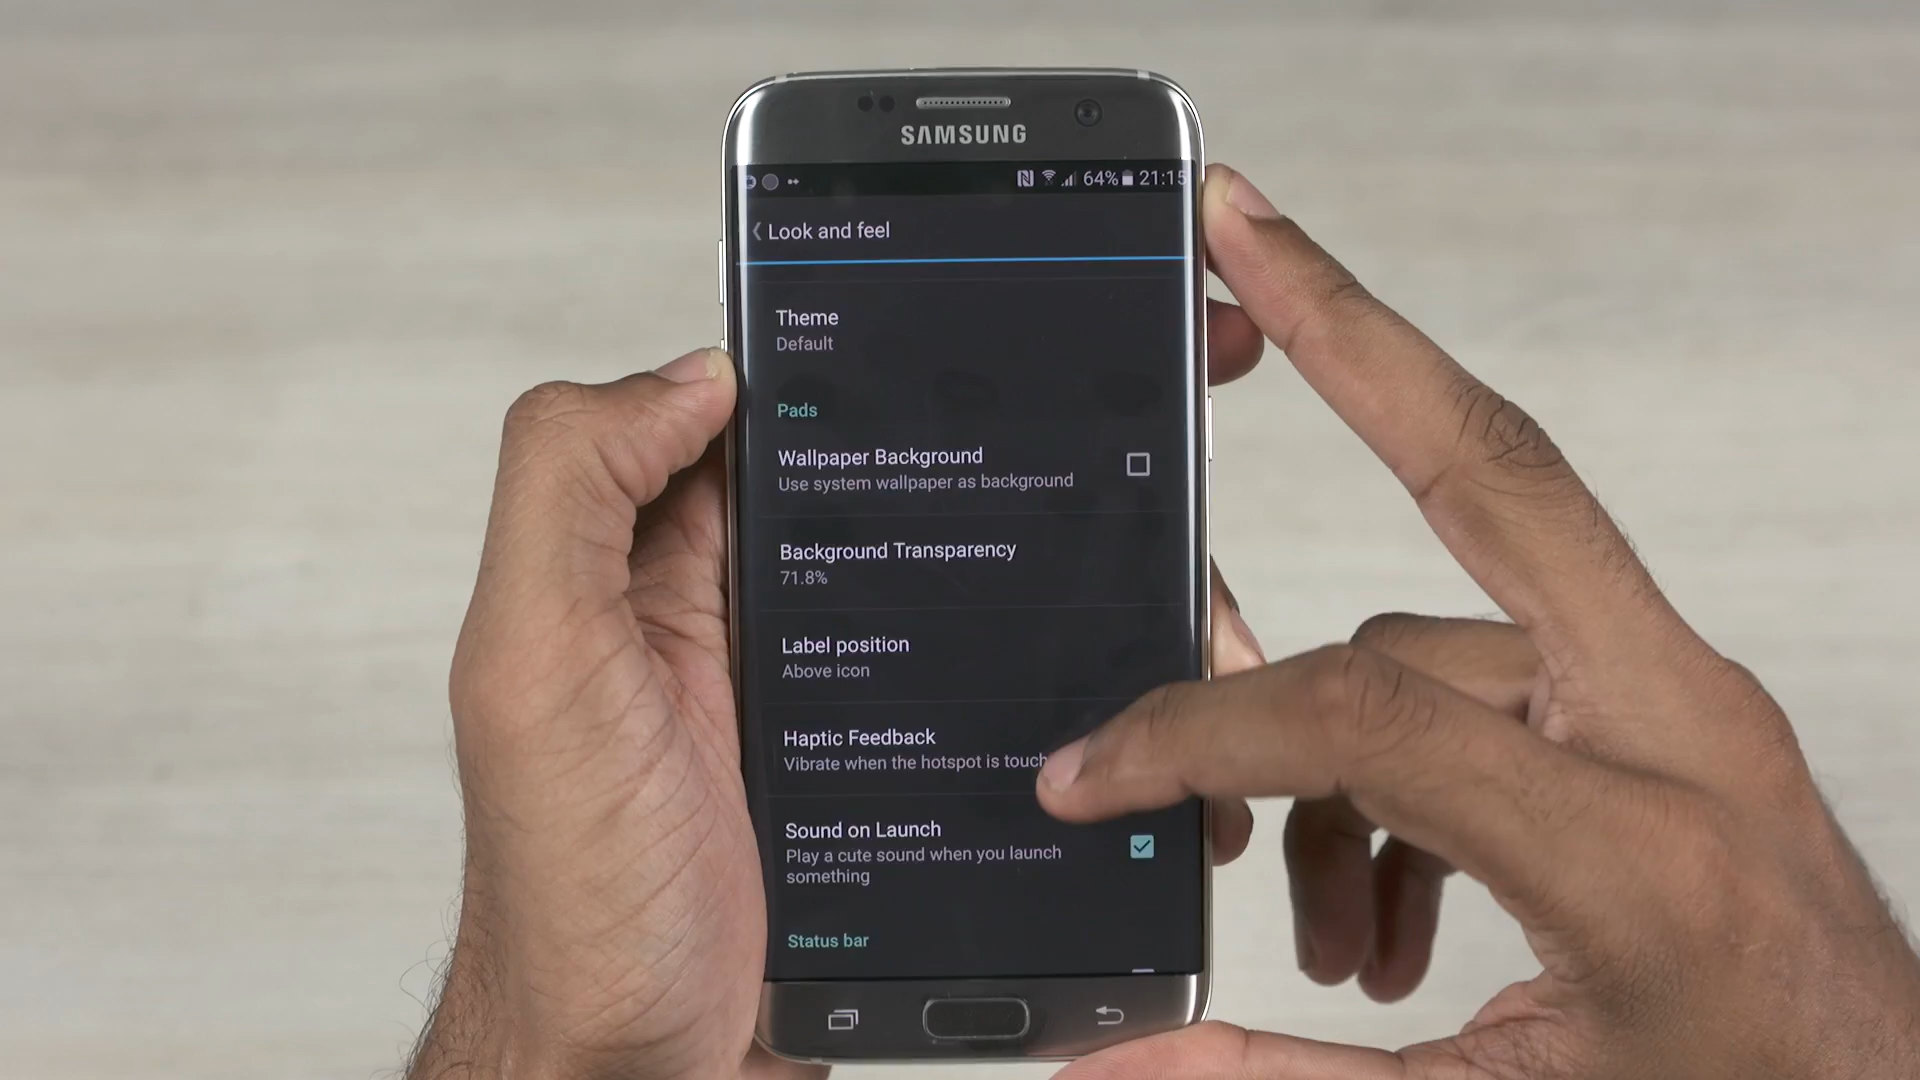 SAMSUNG
64% 21:15
Look and feel
Theme
Default
Pads
Wallpaper Background
Use system wallpaper as background
Background Transparency
71.8%
Label position
Above icon
Haptic Feedback
Vibrate when the hotspot is touch
Sound on Launch
Play a cute sound when you launch
something
Status bar